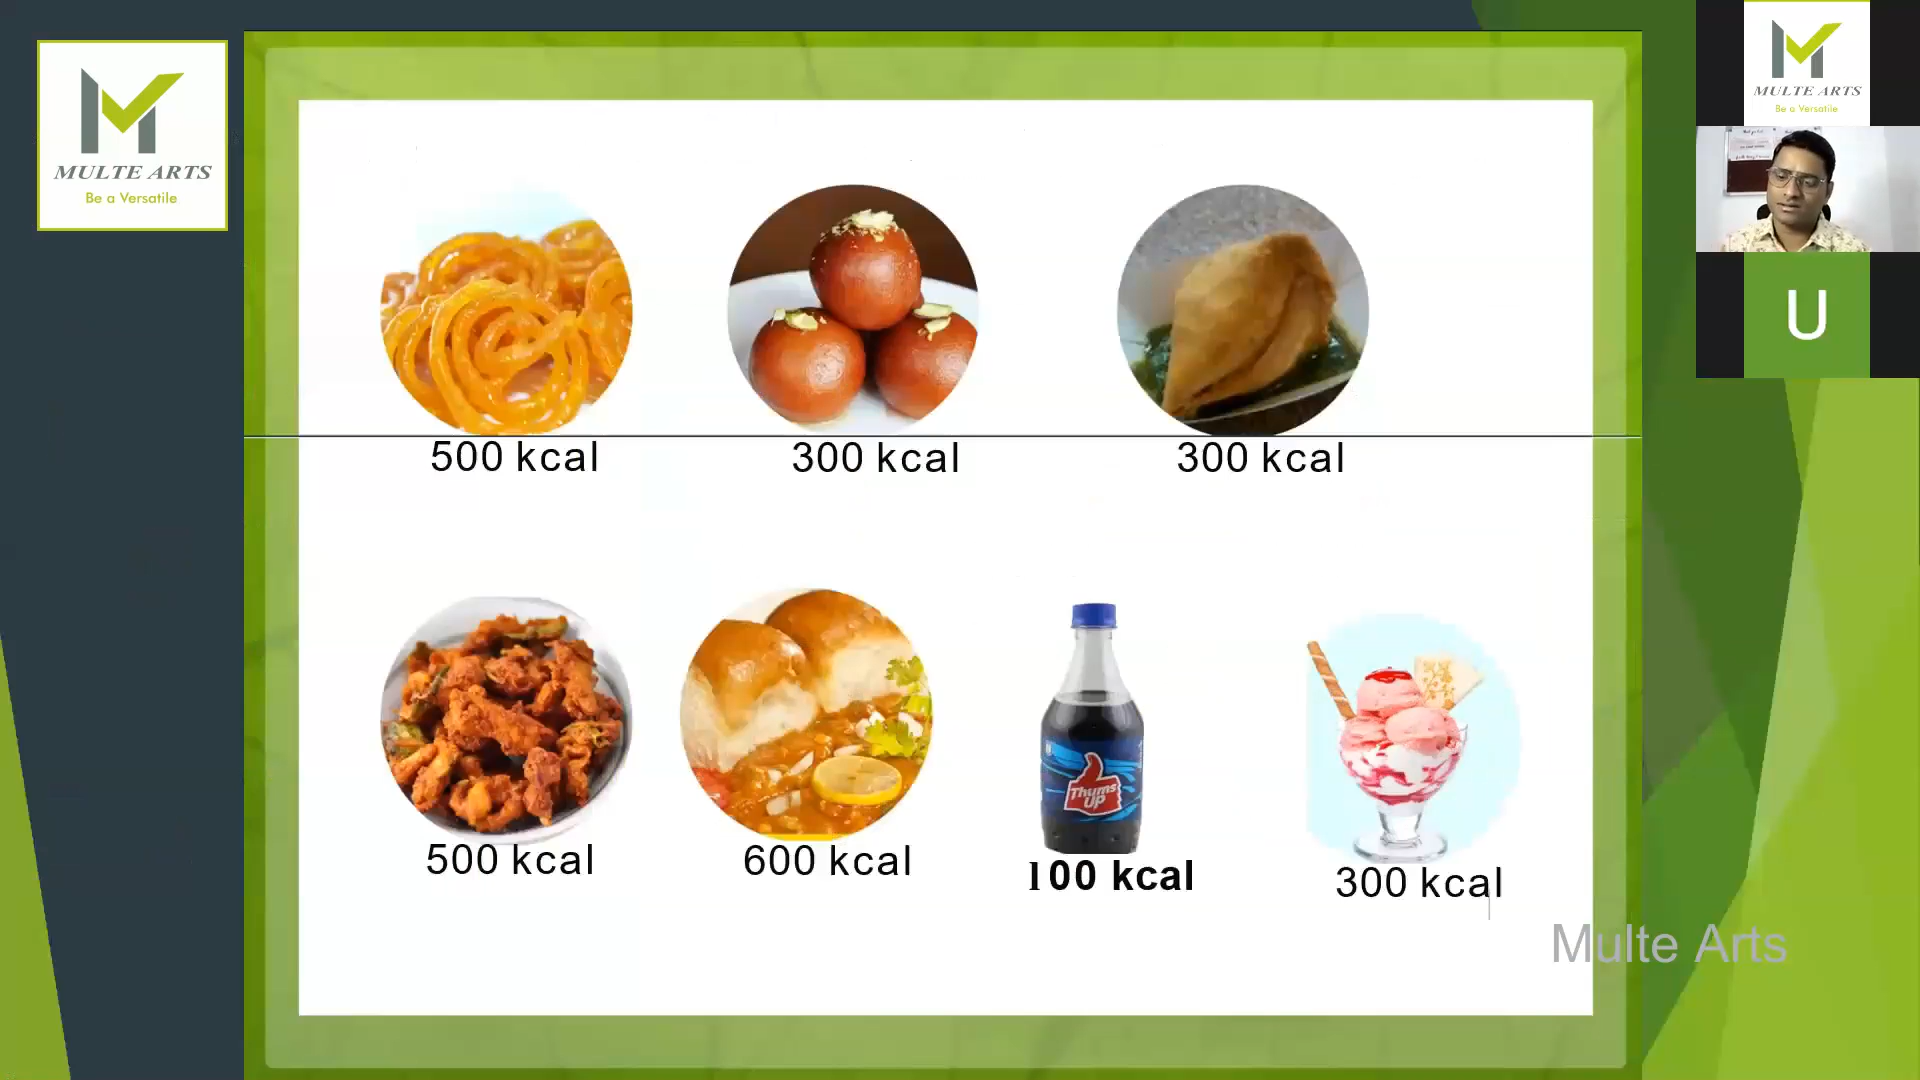 MULTE ARTS
Be a Versatile
MULTE ARTS
Be a Versatile
U
500 kcal
300 kcal
300 kcal
Thums
Up
500 kcal
600 kcal
100 kcal
300 kcal
Multe Arts